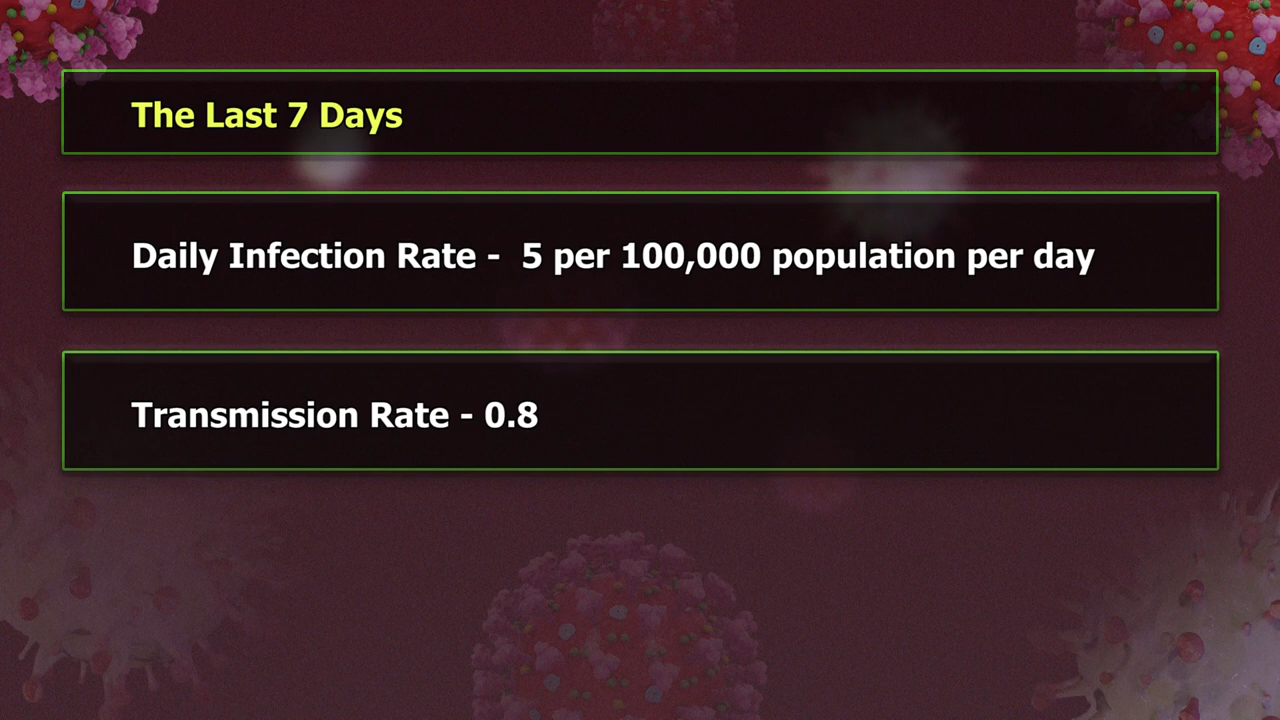 The Last 7 Days
Daily Infection Rate -  5 per 100,000 population per day
Transmission Rate - 0.8